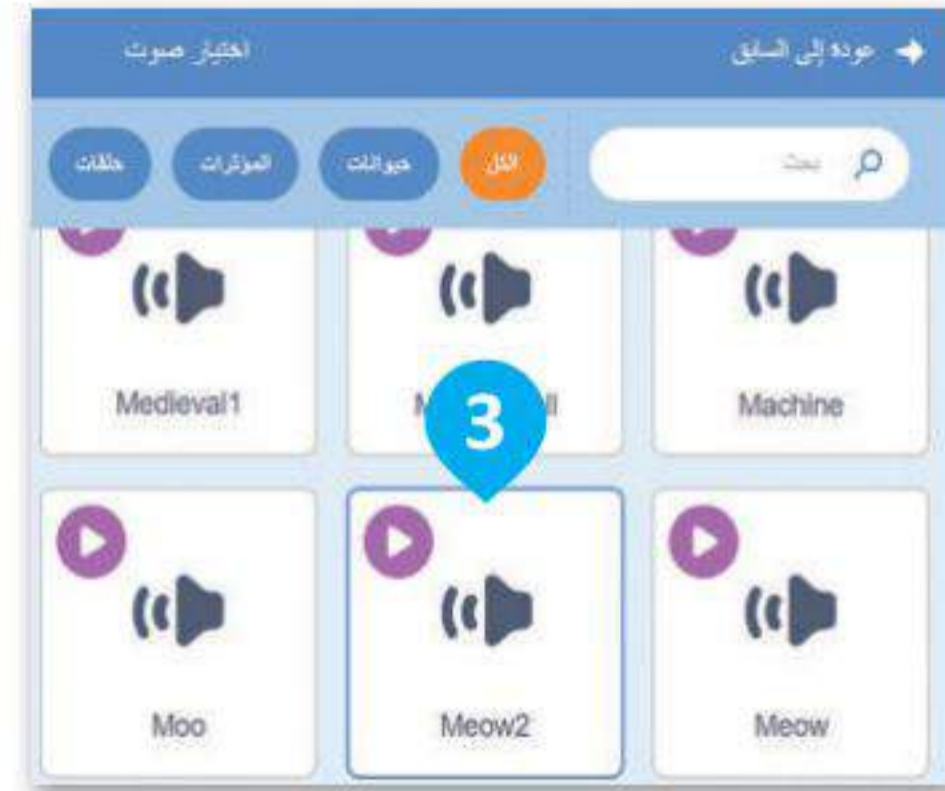 عودة إلى السابق
اختيار صوت
بحث
الكل
حيوانات
المؤثرات
حلقات
Machine
Medieval1
3
Meow
Meow2
Moo